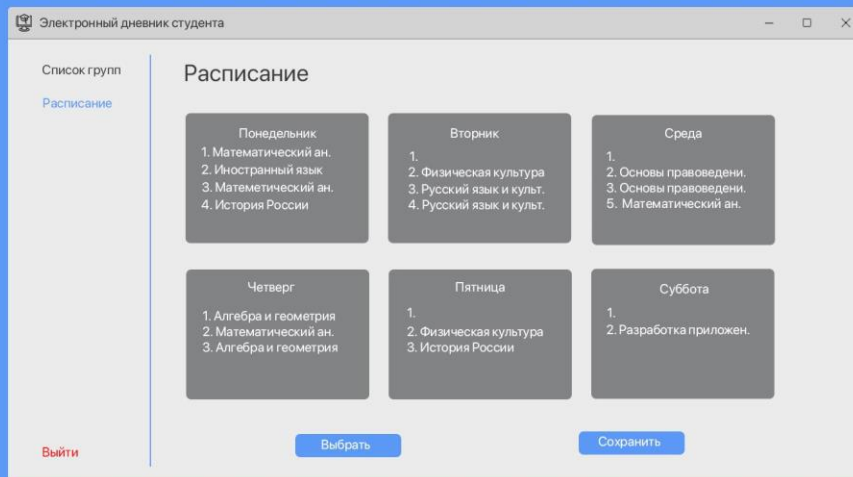 Электронный дневник студента
Список групп
Расписание
Выйти
Расписание
Понедельник
1. Математический ан.
2. Иностранный язык
3. Матеметический ан.
4. История России
Вторник
1.
2. Физическая культура
3. Русский язык и культ.
4. Русский язык и культ.
Среда
1.
2. Основы правоведени.
3. Основы правоведени.
5. Математический ан.
Четверг
1. Алгебра и геометрия
2. Математический ан.
3. Алгебра и геометрия
Пятница
1.
2. Физическая культура
3. История России
Суббота
1.
2. Разработка приложен.
Выбрать
Сохранить